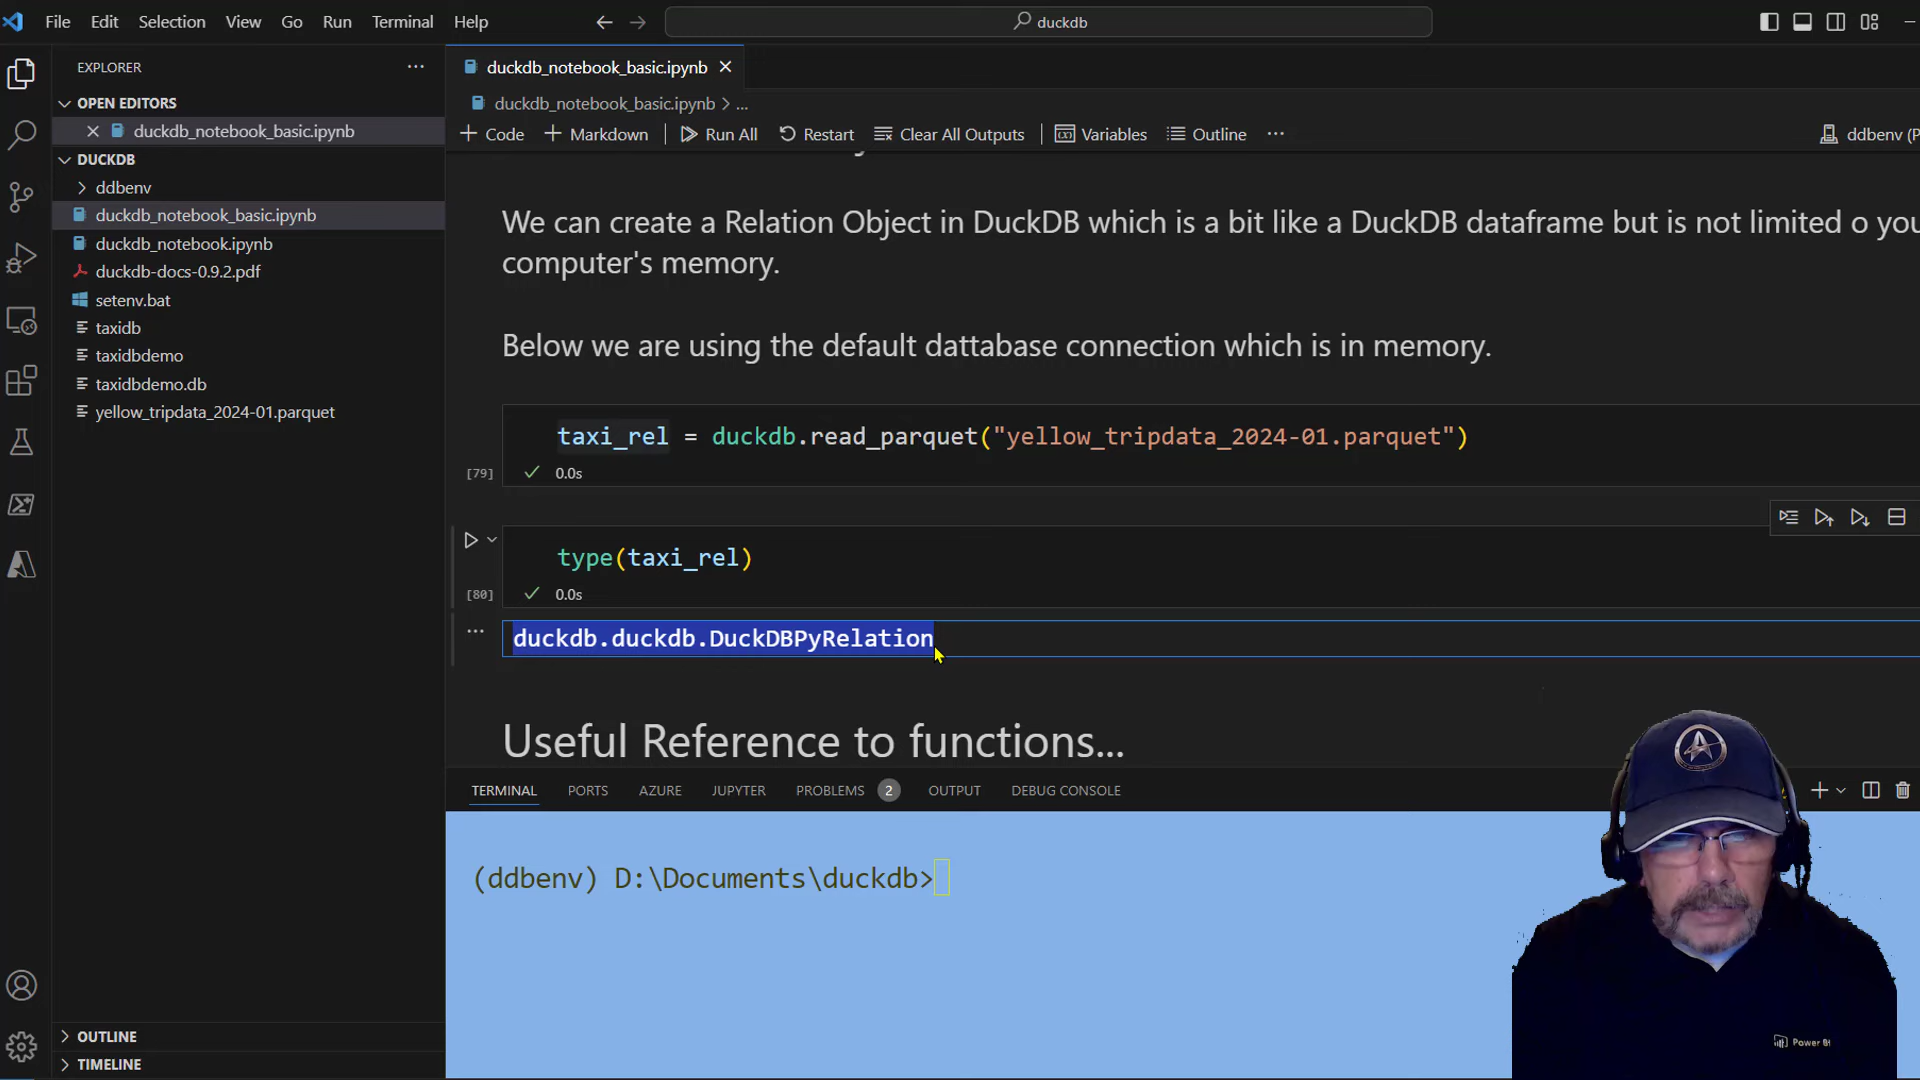 File Edit Selection View Go Run Terminal Help
duckdb
EXPLORER
OPEN EDITORS
duckdb_notebook_basic.ipynb
DUCKDB
ddbenv
duckdb_notebook_basic.ipynb
duckdb_notebook.ipynb
duckdb-docs-0.9.2.pdf
setenv.bat
taxidb
taxidbdemo
taxidbdemo.db
yellow_tripdata_2024-01.parquet
OUTLINE
TIMELINE
duckdb_notebook_basic.ipynb
duckdb_notebook_basic.ipynb > ...
Code Markdown Run All Restart Clear All Outputs Variables Outline ... ddbenv (P
We can create a Relation Object in DuckDB which is a bit like a DuckDB dataframe but is not limited o you
computer's memory.
Below we are using the default dattabase connection which is in memory.
taxi_rel = duckdb.read_parquet("yellow_tripdata_2024-01.parquet")
[79] 0.0s
type(taxi_rel)
[80] 0.0s
duckdb.duckdb.DuckDBPyRelation
Useful Reference to functions...
TERMINAL PORTS AZURE JUPYTER PROBLEMS 2 OUTPUT DEBUG CONSOLE
(ddbenv) D:\Documents\duckdb>
Power BI